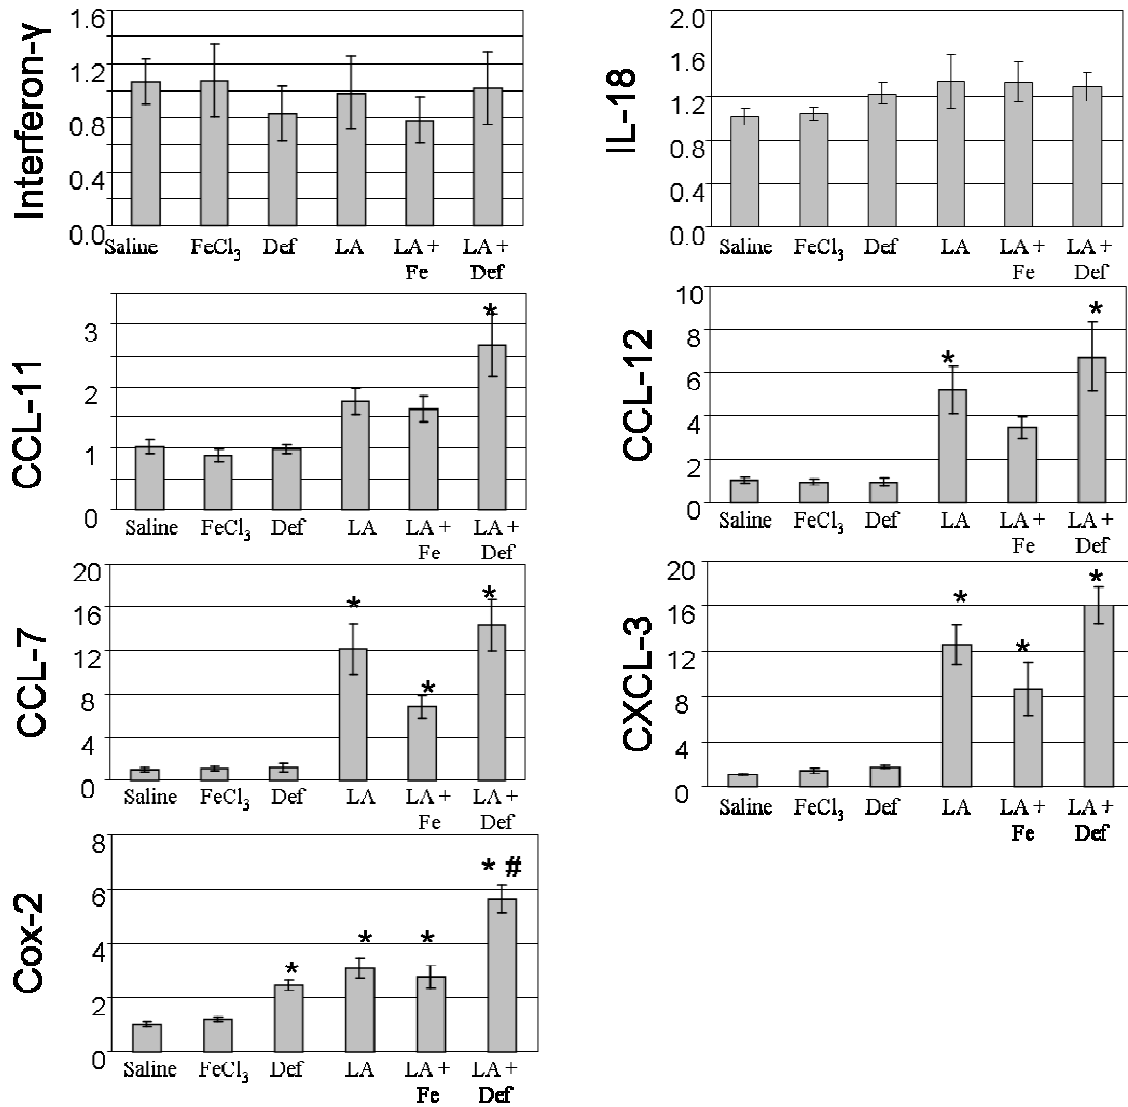 Interferon-γ
1.6
1.2
0.8
0.4
0.0
Saline FeCl3 Def LA LA + Fe LA + Def
IL-18
2.0
1.6
1.2
0.8
0.4
0.0
Saline FeCl3 Def LA LA + Fe LA + Def
CCL-11
3
2
1
0
*
Saline FeCl3 Def LA LA + Fe LA + Def
CCL-12
10
8
6
4
2
0
* *
Saline FeCl3 Def LA LA + Fe LA + Def
CCL-7
20
16
12
8
4
0
* * *
Saline FeCl3 Def LA LA + Fe LA + Def
CXCL-3
20
16
12
8
4
0
* * *
Saline FeCl3 Def LA LA + Fe LA + Def
Cox-2
8
6
4
2
0
* * * * #
Saline FeCl3 Def LA LA + Fe LA + Def